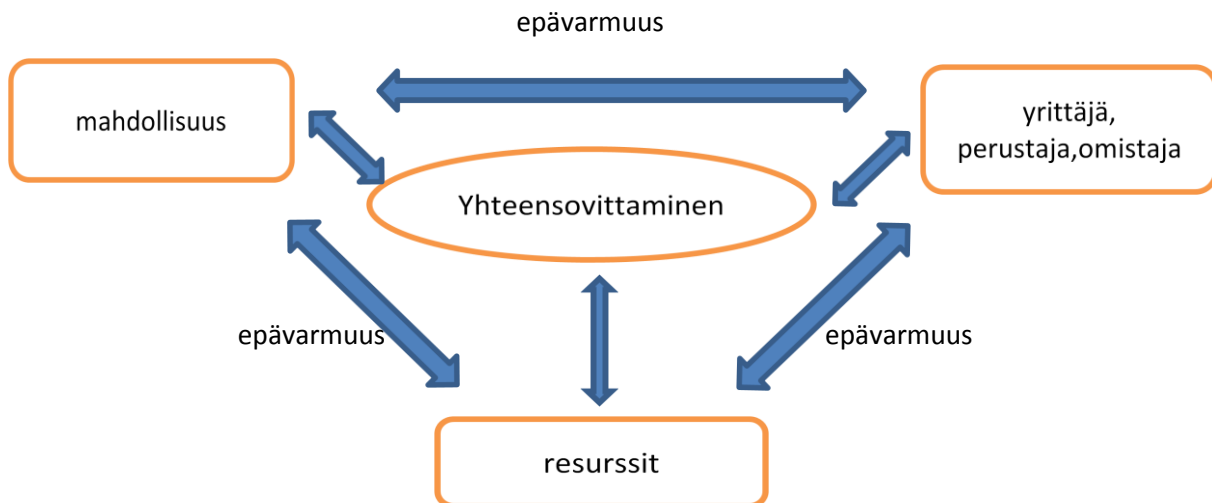 epävarmuus
mahdollisuus
yrittäjä,
perustaja,omistaja
Yhteensovittaminen
epävarmuus
epävarmuus
resurssit